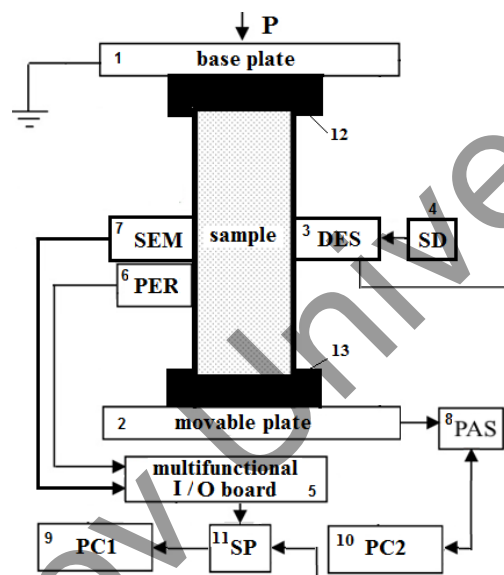 P
1 base plate
12
7 SEM
sample
3 DES
4 SD
6 PER
13
2 movable plate
8 PAS
multifunctional
I / O board 5
9 PC1
11 SP
10 PC2